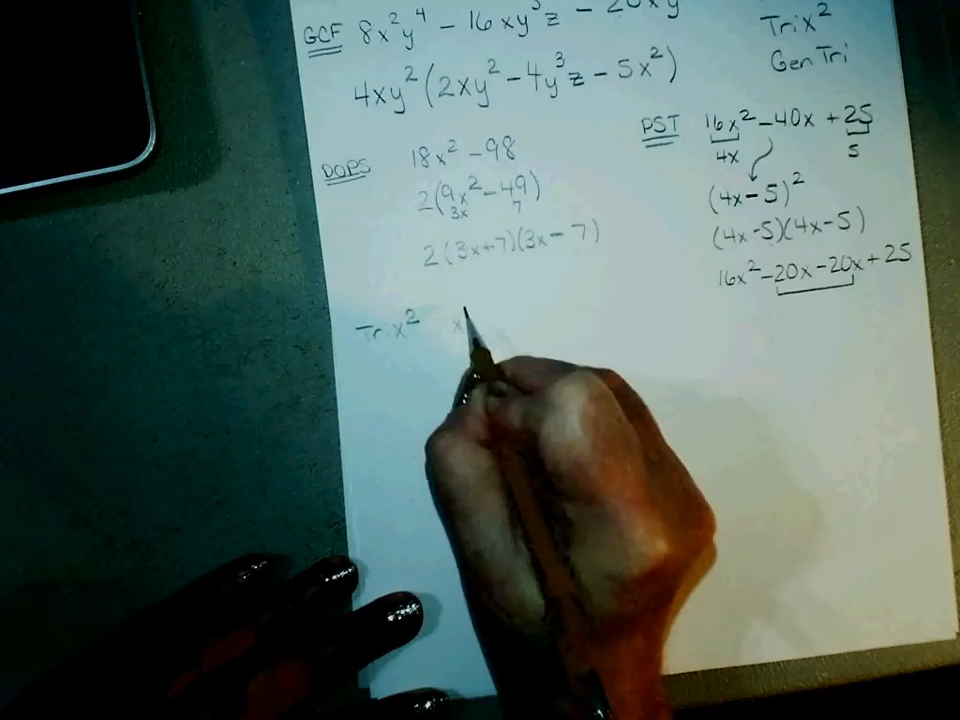 GCF 8x²y⁴ - 16xy⁵z - 20x y
4xy²(2xy² - 4y³z - 5x²)
DOPS 18x² - 98
2(9x² - 49)
3x 7
2(3x+7)(3x-7)
Tri x² x
Tri x²
Gen Tri
PST 16x² - 40x + 25
4x 5
(4x-5)²
(4x-5)(4x-5)
16x² - 20x - 20x + 25